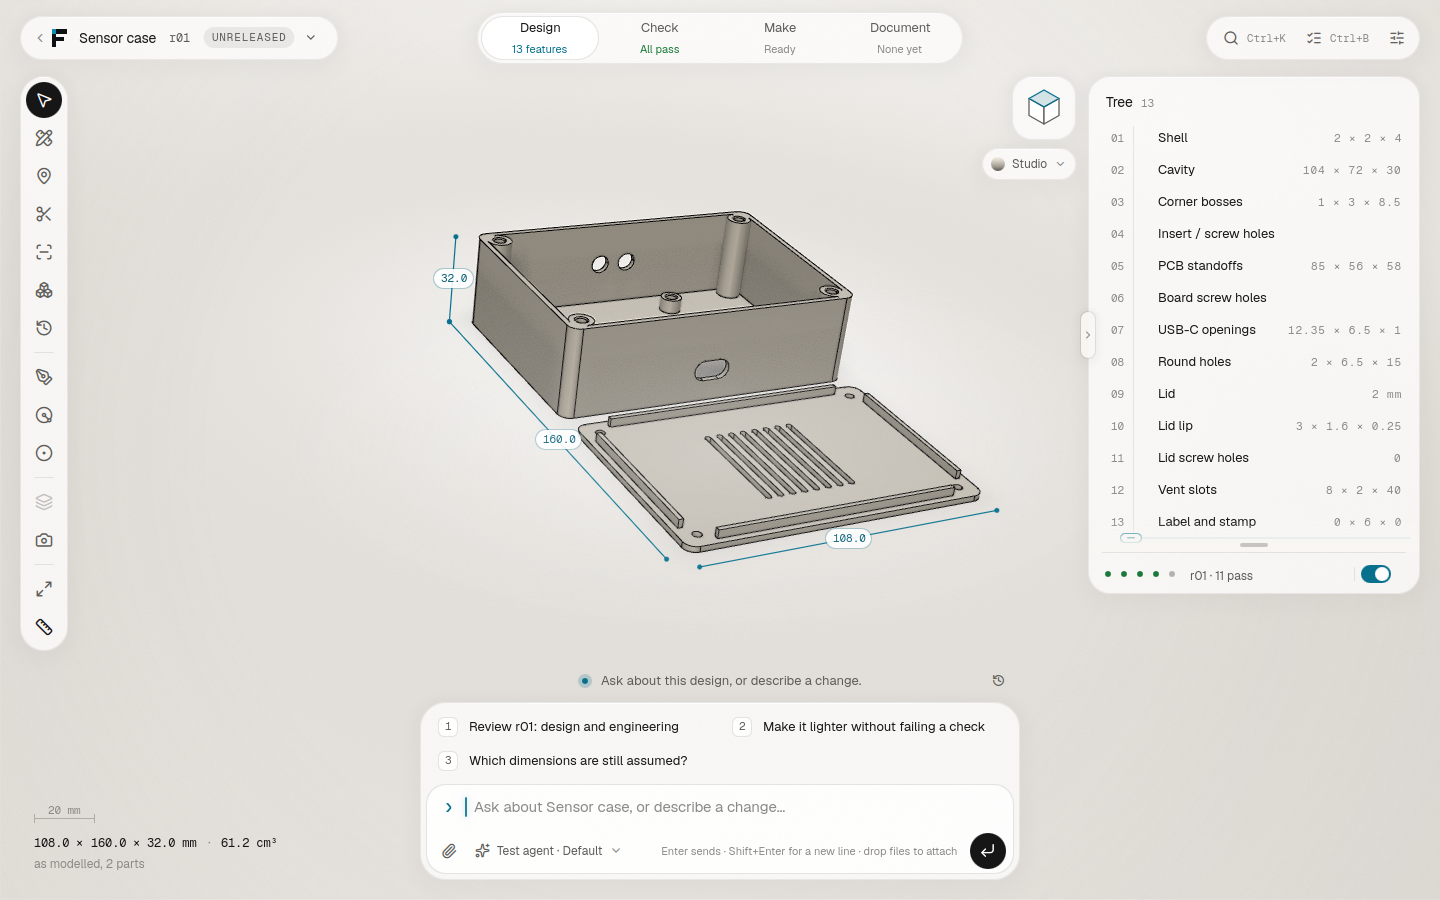 Sensor case r01 UNRELEASED
Design
13 features
Check
All pass
Make
Ready
Document
None yet
Ctrl+K
Ctrl+B
Studio
Tree 13
01 Shell 2 × 2 × 4
02 Cavity 104 × 72 × 30
03 Corner bosses 1 × 3 × 8.5
04 Insert / screw holes
05 PCB standoffs 85 × 56 × 58
06 Board screw holes
07 USB-C openings 12.35 × 6.5 × 1
08 Round holes 2 × 6.5 × 15
09 Lid 2 mm
10 Lid lip 3 × 1.6 × 0.25
11 Lid screw holes 0
12 Vent slots 8 × 2 × 40
13 Label and stamp 0 × 6 × 0
r01 · 11 pass
32.0
160.0
108.0
Ask about this design, or describe a change.
1 Review r01: design and engineering
2 Make it lighter without failing a check
3 Which dimensions are still assumed?
Ask about Sensor case, or describe a change...
Test agent · Default
Enter sends · Shift+Enter for a new line · drop files to attach
20 mm
108.0 × 160.0 × 32.0 mm · 61.2 cm³
as modelled, 2 parts